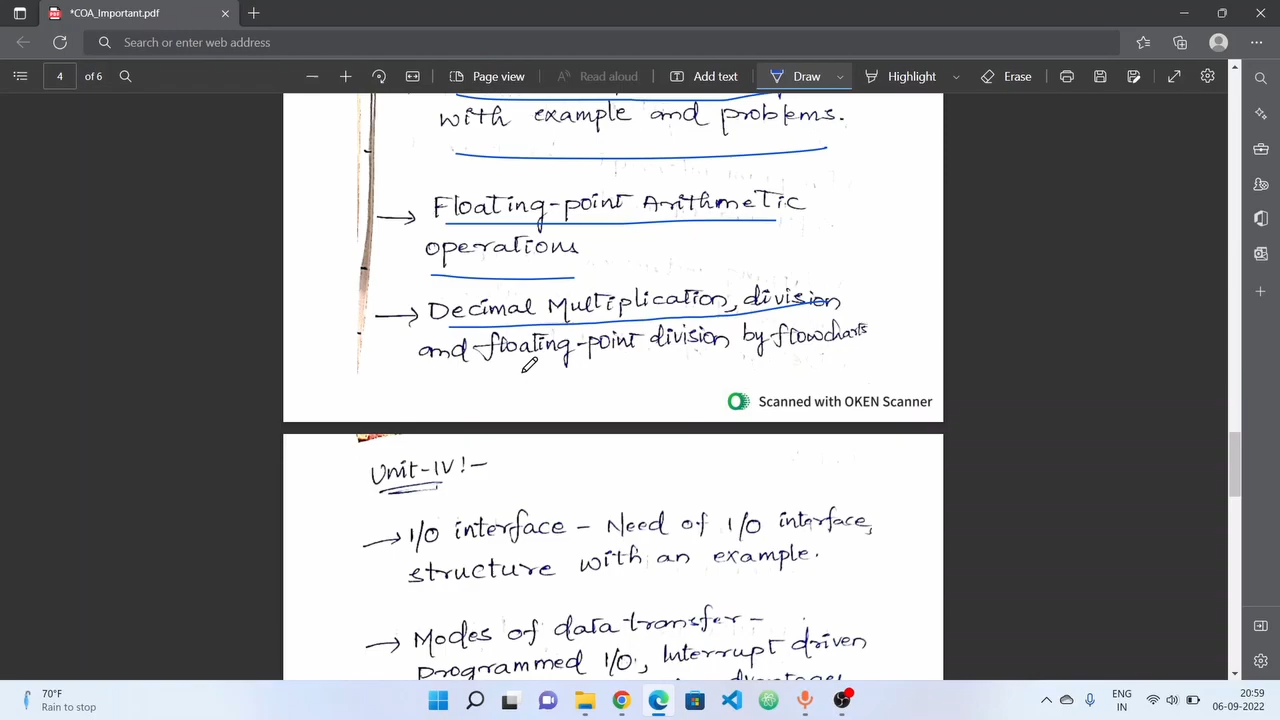 *COA_Important.pdf
Search or enter web address
4 of 6
Page view
Read aloud
Add text
Draw
Highlight
Erase
with example and problems.
→ Floating-point Arithmetic
operations
→ Decimal Multiplication, division
and floating-point division by flowcharts
Scanned with OKEN Scanner
Unit-IV:-
→ I/O interface - Need of I/O interface,
structure with an example.
→ Modes of data transfer -
programmed I/O, Interrupt driven
70°F
Rain to stop
ENG
IN
20:59
06-09-2022